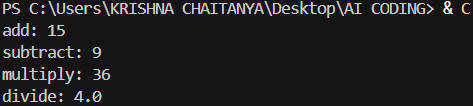 PS C:\Users\KRISHNA CHAITANYA\Desktop\AI CODING> & C
add: 15
subtract: 9
multiply: 36
divide: 4.0